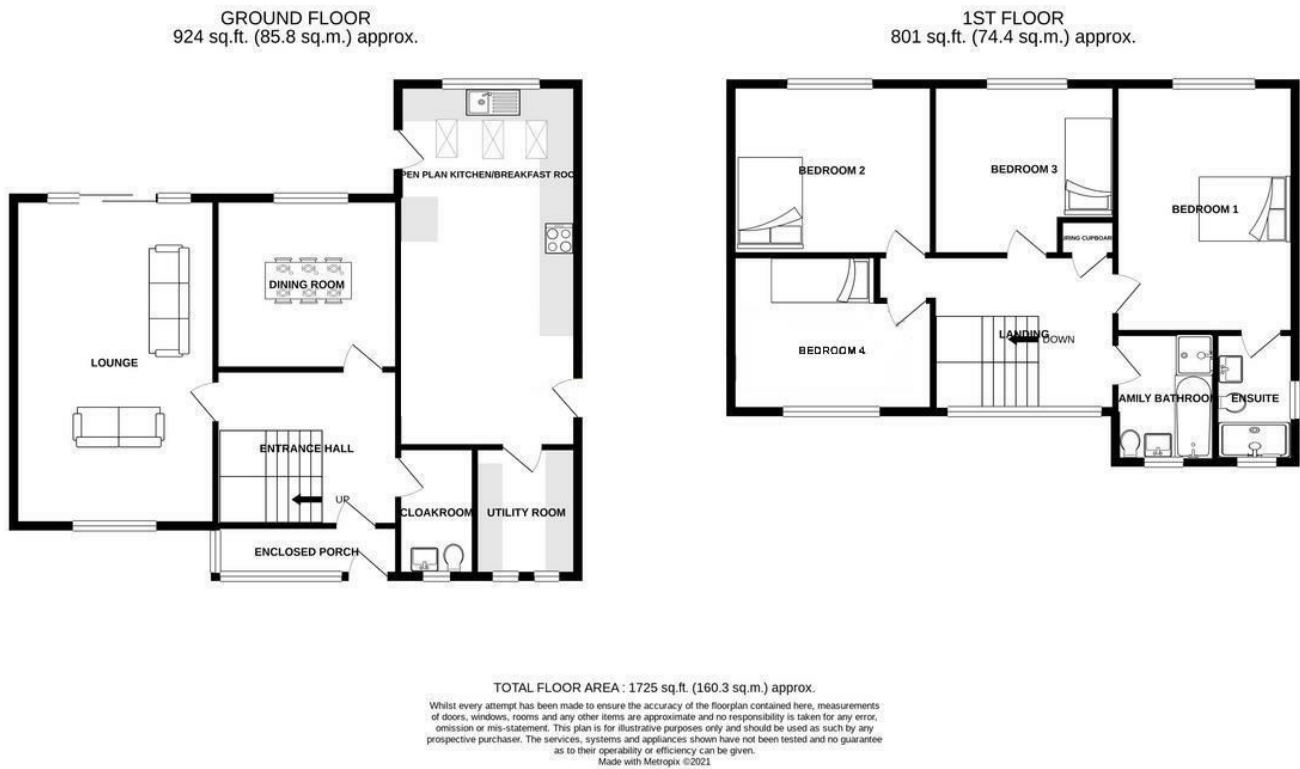 GROUND FLOOR
924 sq.ft. (85.8 sq.m.) approx.
PEN PLAN KITCHEN/BREAKFAST ROO
DINING ROOM
LOUNGE
ENTRANCE HALL
UP
CLOAKROOM
UTILITY ROOM
ENCLOSED PORCH
1ST FLOOR
801 sq.ft. (74.4 sq.m.) approx.
BEDROOM 2
BEDROOM 3
BEDROOM 1
IRING CUPBOAR
LANDING
DOWN
BEDROOM 4
AMILY BATHROOM
ENSUITE
TOTAL FLOOR AREA : 1725 sq.ft. (160.3 sq.m.) approx.
Whilst every attempt has been made to ensure the accuracy of the floorplan contained here, measurements
of doors, windows, rooms and any other items are approximate and no responsibility is taken for any error,
omission or mis-statement. This plan is for illustrative purposes only and should be used as such by any
prospective purchaser. The services, systems and appliances shown have not been tested and no guarantee
as to their operability or efficiency can be given.
Made with Metropix ©2021